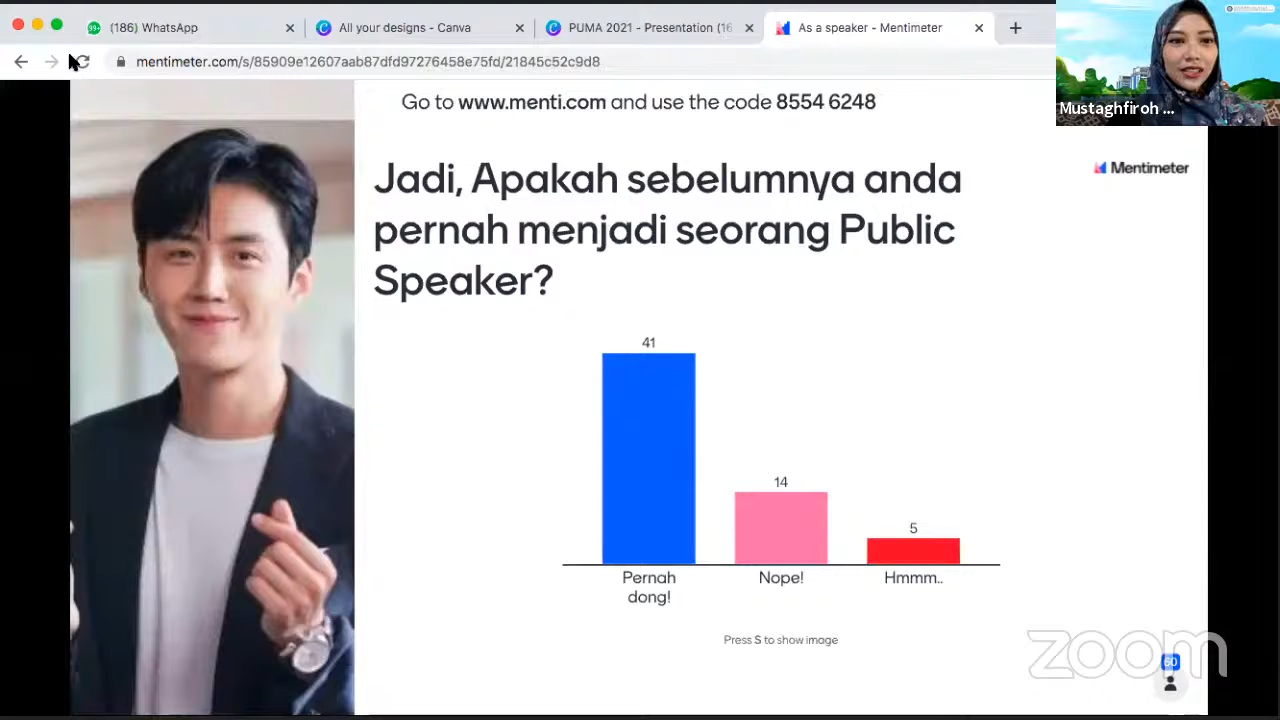 (186) WhatsApp
All your designs - Canva
PUMA 2021 - Presentation (16
As a speaker - Mentimeter
mentimeter.com/s/85909e12607aab87dfd97276458e75fd/21845c52c9d8
Mustaghfiroh ...
Go to www.menti.com and use the code 8554 6248
Mentimeter
Jadi, Apakah sebelumnya anda
pernah menjadi seorang Public
Speaker?
41
14
5
Pernah
dong!
Nope!
Hmmm..
Press S to show image
zoom
60